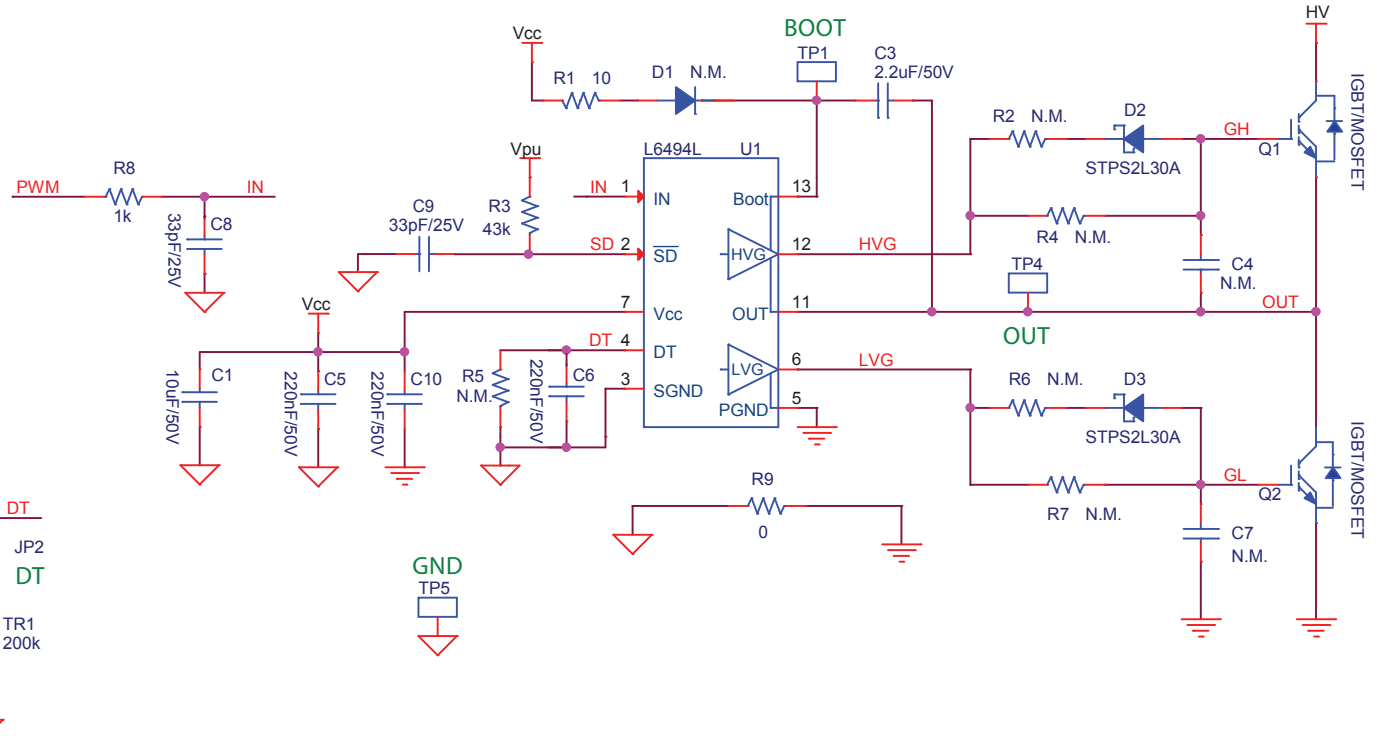 HV
Vcc
BOOT
TP1
C3
2.2uF/50V
R1 10
D1 N.M.
IGBT/MOSFET
R2 N.M.
D2
STPS2L30A
GH
Q1
Vpu
L6494L
U1
R8
PWM
IN
1k
33pF/25V
C8
C9
33pF/25V
R3
43k
IN
1
IN
Boot
13
SD
2
SD
HVG
12
HVG
R4 N.M.
TP4
C4
N.M.
Vcc
7
Vcc
OUT
11
OUT
OUT
DT
4
DT
LVG
6
LVG
3
SGND
PGND
5
10uF/50V
C1
220nF/50V
C5
220nF/50V
C10
R5
N.M.
220nF/50V
C6
R6 N.M.
D3
STPS2L30A
IGBT/MOSFET
GL
Q2
R7 N.M.
C7
N.M.
R9
0
DT
JP2
DT
GND
TP5
TR1
200k